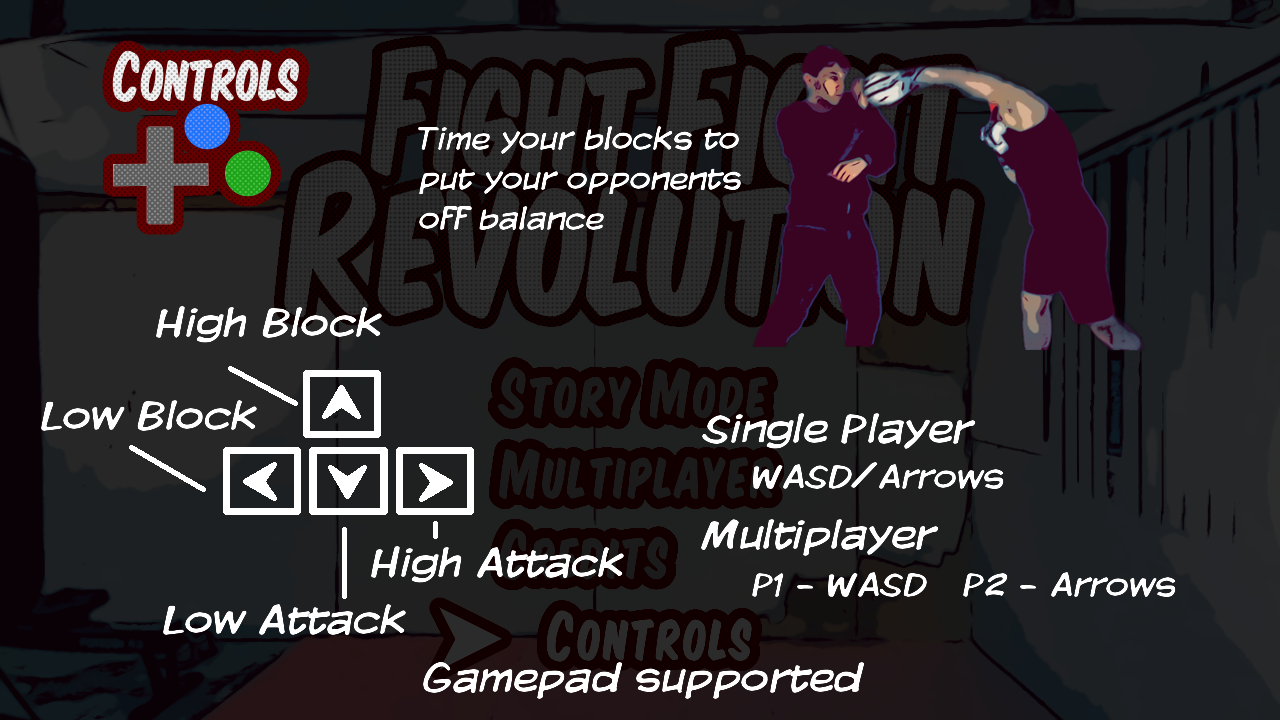 Controls
Fight Fight
Revolution
Time your blocks to
put your opponents
off balance
High Block
Low Block
High Attack
Low Attack
Story Mode
Multiplayer
Credits
Controls
Single Player
WASD/Arrows
Multiplayer
P1 - WASD P2 - Arrows
Gamepad supported